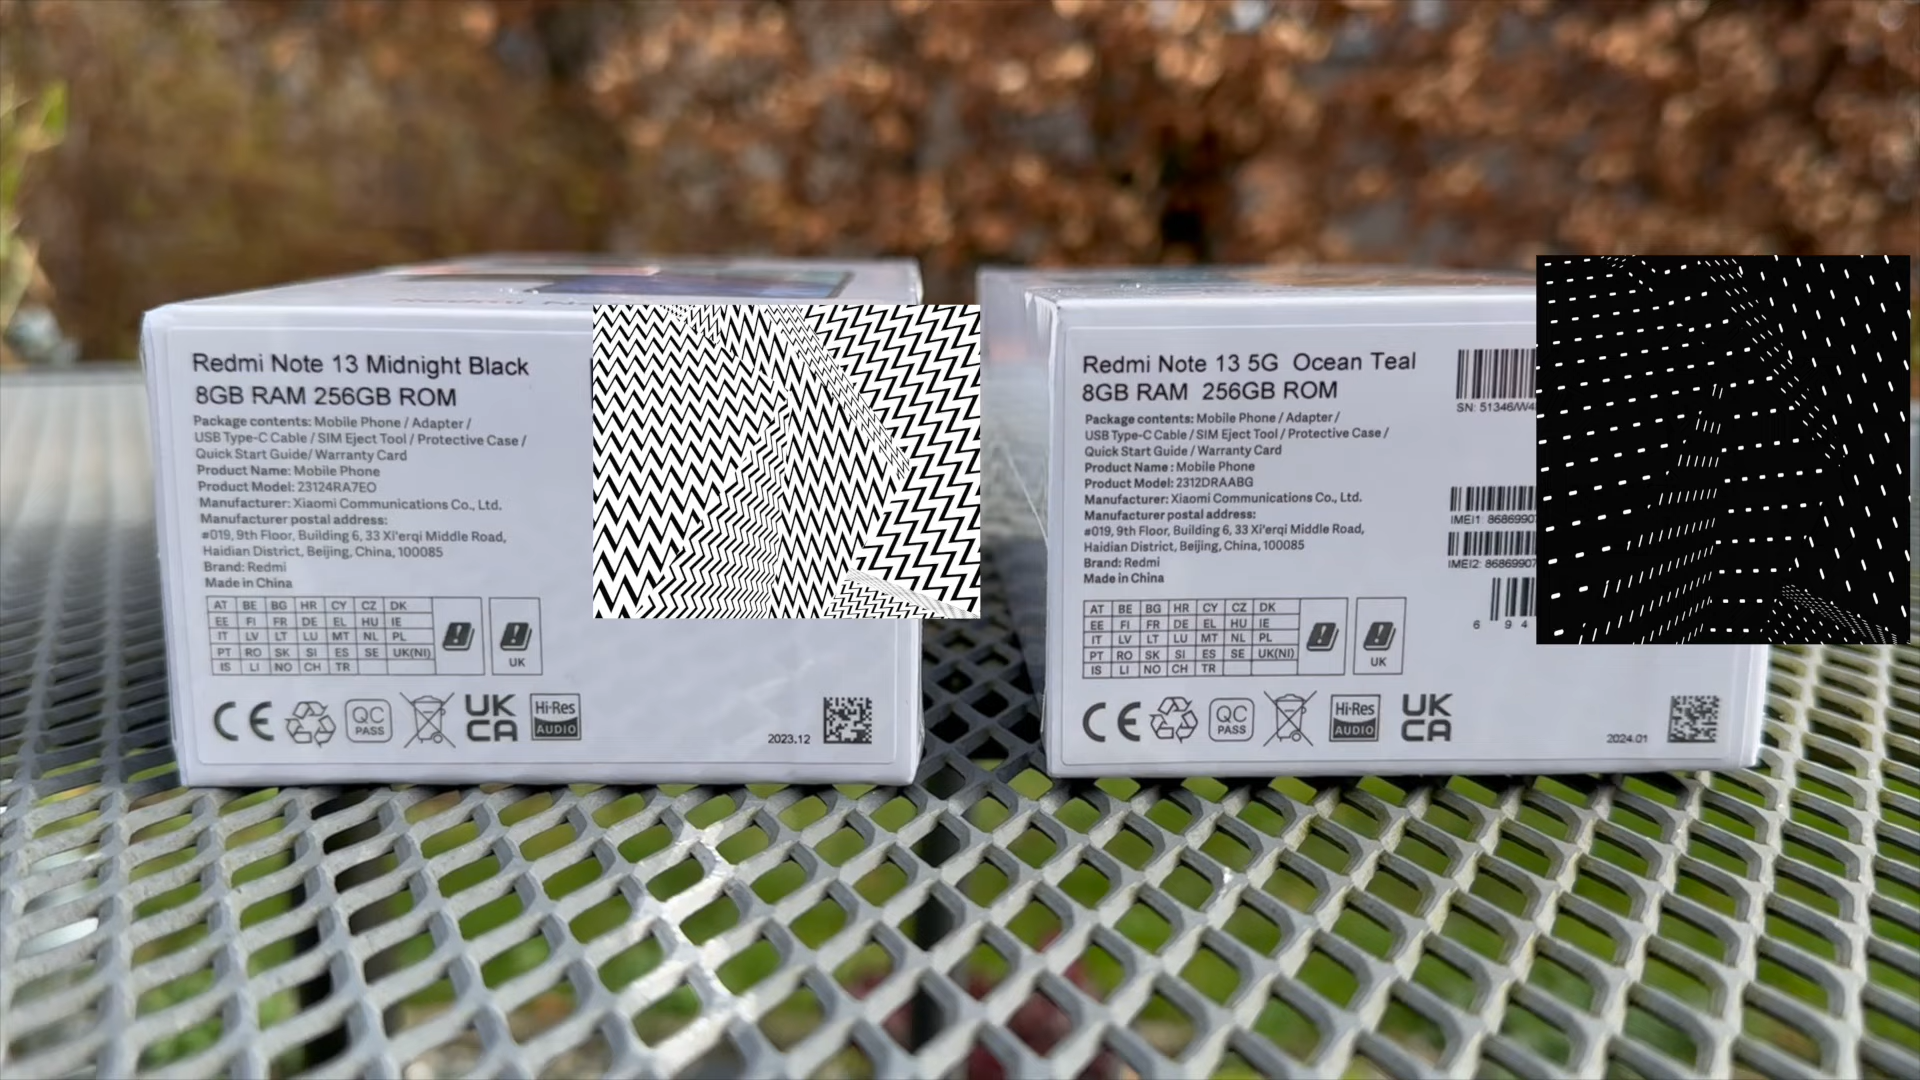 Redmi Note 13 Midnight Black
8GB RAM 256GB ROM
Package contents: Mobile Phone / Adapter /
USB Type-C Cable / SIM Eject Tool / Protective Case /
Quick Start Guide/ Warranty Card
Product Name: Mobile Phone
Product Model: 23124RA7EO
Manufacturer: Xiaomi Communications Co., Ltd.
Manufacturer postal address:
#019, 9th Floor, Building 6, 33 Xi'erqi Middle Road,
Haidian District, Beijing, China, 100085
Brand: Redmi
Made in China
AT BE BG HR CY CZ DK
EE FI FR DE EL HU IE
IT LV LT LU MT NL PL
PT RO SK SI ES SE UK(NI)
IS LI NO CH TR
UK
CE
QC PASS
UK CA
Hi-Res AUDIO
2023.12
Redmi Note 13 5G Ocean Teal
8GB RAM 256GB ROM
Package contents: Mobile Phone / Adapter /
USB Type-C Cable / SIM Eject Tool / Protective Case /
Quick Start Guide/ Warranty Card
Product Name : Mobile Phone
Product Model: 2312DRAABG
Manufacturer: Xiaomi Communications Co., Ltd.
Manufacturer postal address:
#019, 9th Floor, Building 6, 33 Xi'erqi Middle Road,
Haidian District, Beijing, China, 100085
Brand: Redmi
Made in China
AT BE BG HR CY CZ DK
EE FI FR DE EL HU IE
IT LV LT LU MT NL PL
PT RO SK SI ES SE UK(NI)
IS LI NO CH TR
UK
CE
QC PASS
Hi-Res AUDIO
UK CA
SN: 51346/W4
IMEI1 86869907
IMEI2: 86869907
6 9 4
2024.01